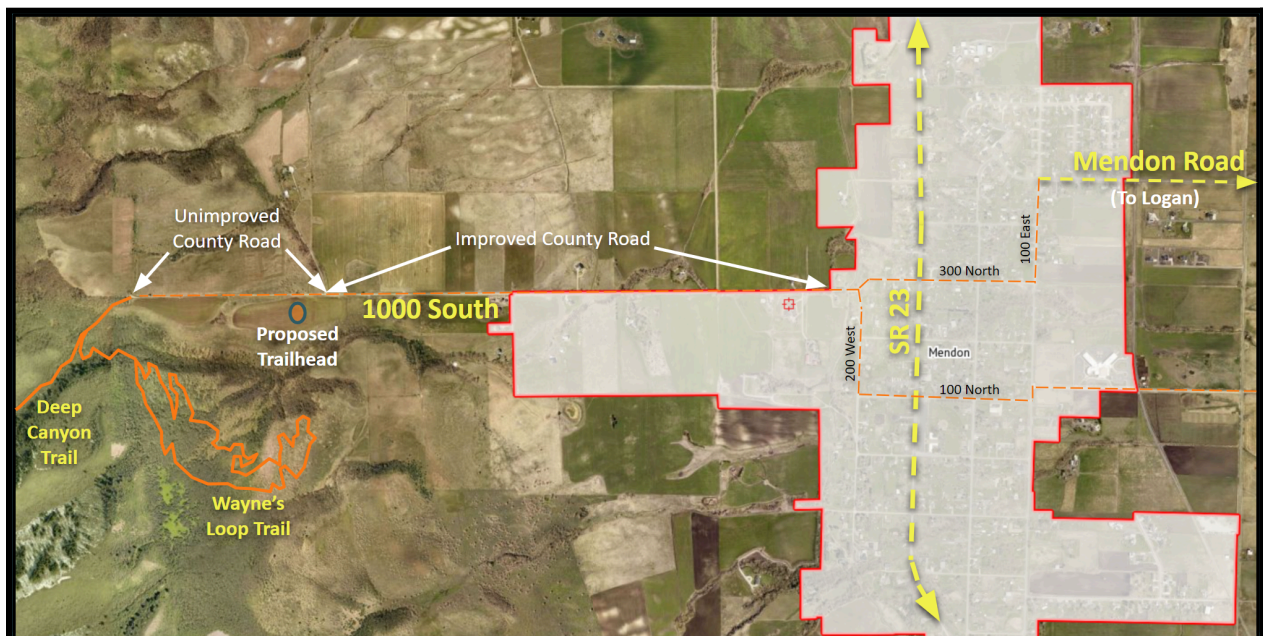 Mendon Road
(To Logan)
Unimproved
County Road
Improved County Road
100 East
300 North
1000 South
SR 23
Proposed
Trailhead
200 West
Mendon
100 North
Deep
Canyon
Trail
Wayne's
Loop Trail